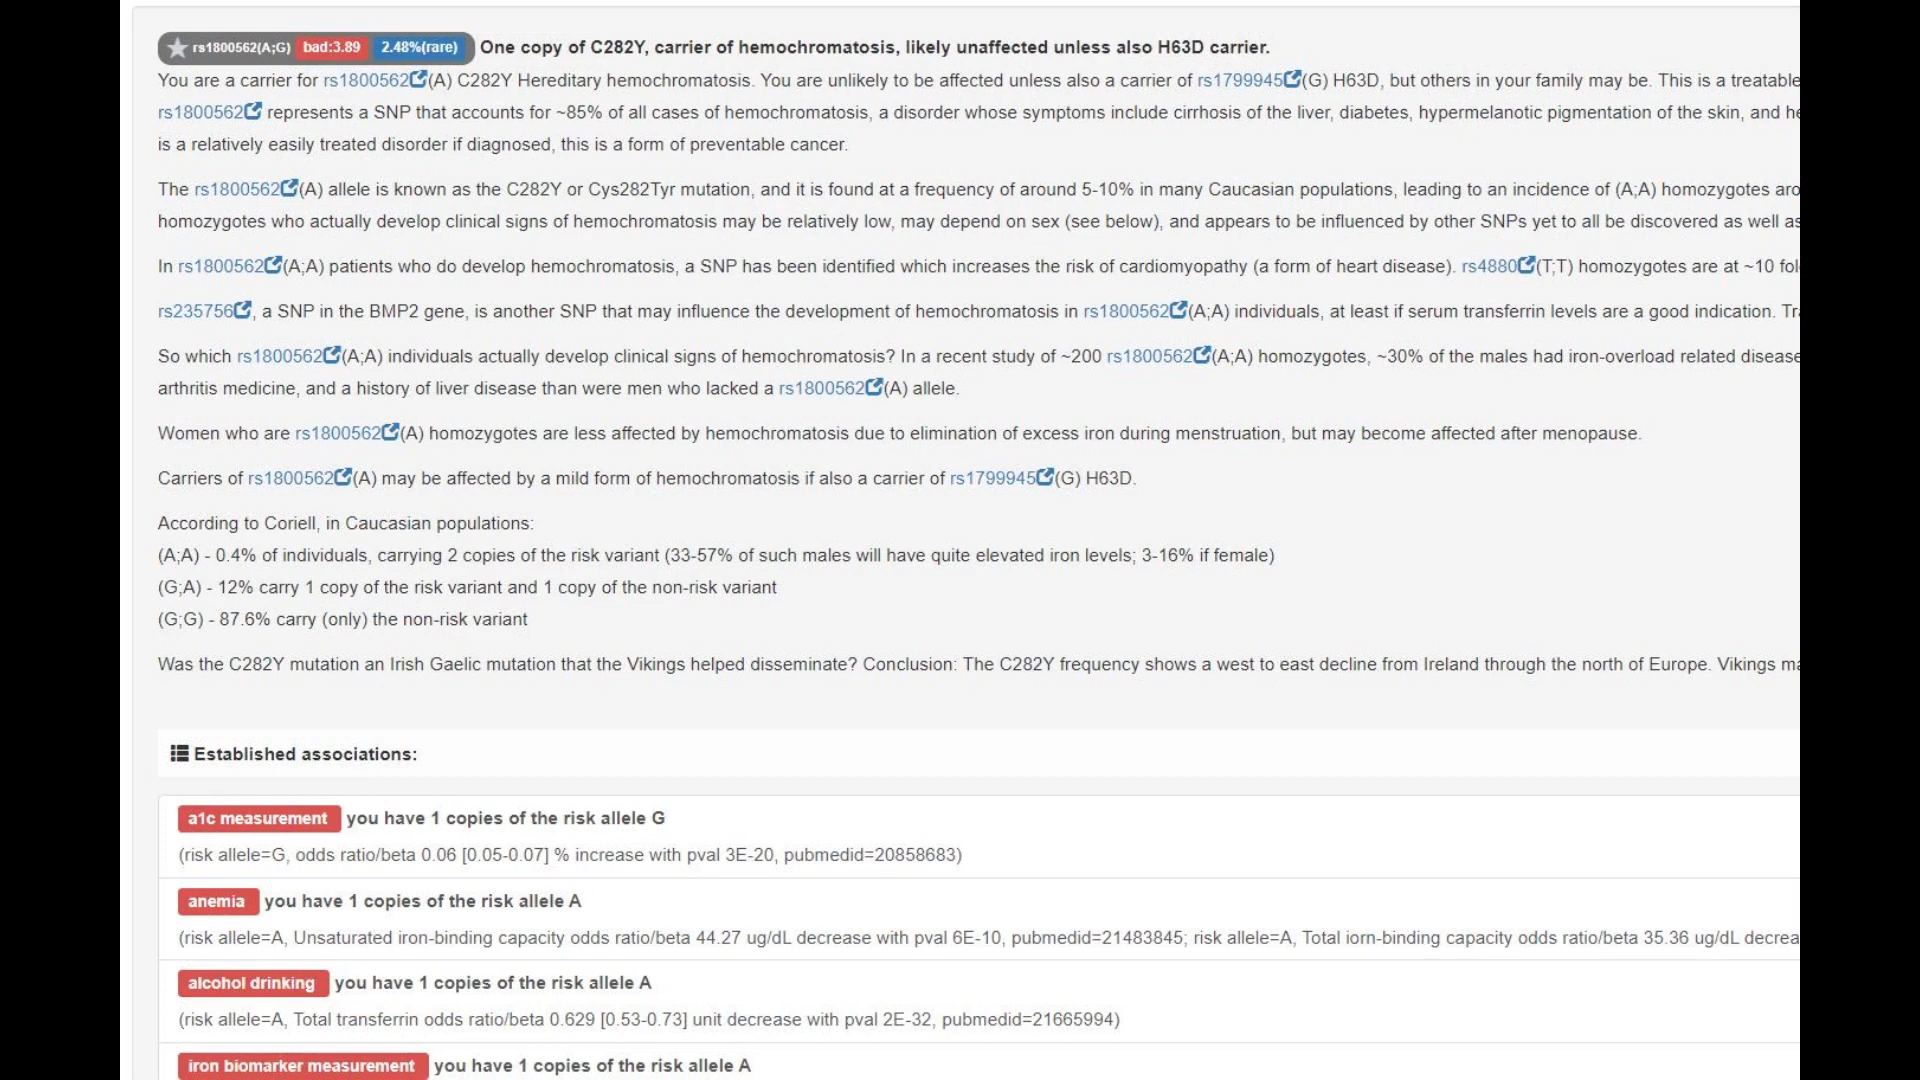 rs1800562(A;G) bad:3.89 2.48%(rare) One copy of C282Y, carrier of hemochromatosis, likely unaffected unless also H63D carrier.
You are a carrier for rs1800562(A) C282Y Hereditary hemochromatosis. You are unlikely to be affected unless also a carrier of rs1799945(G) H63D, but others in your family may be. This is a treatable
rs1800562 represents a SNP that accounts for ~85% of all cases of hemochromatosis, a disorder whose symptoms include cirrhosis of the liver, diabetes, hypermelanotic pigmentation of the skin, and
is a relatively easily treated disorder if diagnosed, this is a form of preventable cancer.
The rs1800562(A) allele is known as the C282Y or Cys282Tyr mutation, and it is found at a frequency of around 5-10% in many Caucasian populations, leading to an incidence of (A;A) homozygotes
homozygotes who actually develop clinical signs of hemochromatosis may be relatively low, may depend on sex (see below), and appears to be influenced by other SNPs yet to all be discovered as well as
In rs1800562(A;A) patients who do develop hemochromatosis, a SNP has been identified which increases the risk of cardiomyopathy (a form of heart disease). rs4880(T;T) homozygotes are at ~10
rs235756, a SNP in the BMP2 gene, is another SNP that may influence the development of hemochromatosis in rs1800562(A;A) individuals, at least if serum transferrin levels are a good indication.
So which rs1800562(A;A) individuals actually develop clinical signs of hemochromatosis? In a recent study of ~200 rs1800562(A;A) homozygotes, ~30% of the males had iron-overload related disease
arthritis medicine, and a history of liver disease than were men who lacked a rs1800562(A) allele.
Women who are rs1800562(A) homozygotes are less affected by hemochromatosis due to elimination of excess iron during menstruation, but may become affected after menopause.
Carriers of rs1800562(A) may be affected by a mild form of hemochromatosis if also a carrier of rs1799945(G) H63D.
According to Coriell, in Caucasian populations:
(A;A) - 0.4% of individuals, carrying 2 copies of the risk variant (33-57% of such males will have quite elevated iron levels; 3-16% if female)
(G;A) - 12% carry 1 copy of the risk variant and 1 copy of the non-risk variant
(G;G) - 87.6% carry (only) the non-risk variant
Was the C282Y mutation an Irish Gaelic mutation that the Vikings helped disseminate? Conclusion: The C282Y frequency shows a west to east decline from Ireland through the north of Europe. Vikings
Established associations:
a1c measurement you have 1 copies of the risk allele G
(risk allele=G, odds ratio/beta 0.06 [0.05-0.07] % increase with pval 3E-20, pubmedid=20858683)
anemia you have 1 copies of the risk allele A
(risk allele=A, Unsaturated iron-binding capacity odds ratio/beta 44.27 ug/dL decrease with pval 6E-10, pubmedid=21483845; risk allele=A, Total iorn-binding capacity odds ratio/beta 35.36 ug/dL
alcohol drinking you have 1 copies of the risk allele A
(risk allele=A, Total transferrin odds ratio/beta 0.629 [0.53-0.73] unit decrease with pval 2E-32, pubmedid=21665994)
iron biomarker measurement you have 1 copies of the risk allele A